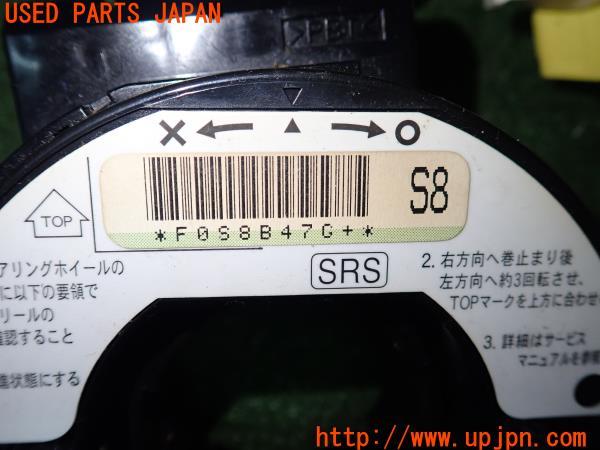 USED PARTS JAPAN
>PBT<
× ← ▲ → O
TOP
S8
*F0S8B47G+*
SRS
アリングホイールの
に以下の要領で
リールの
確認すること
進状態にする
2. 右方向へ巻止まり後
左方向へ約3回転させ、
TOPマークを上方に合わせ
3. 詳細はサービス
マニュアルを参照
http://www.upjpn.com/